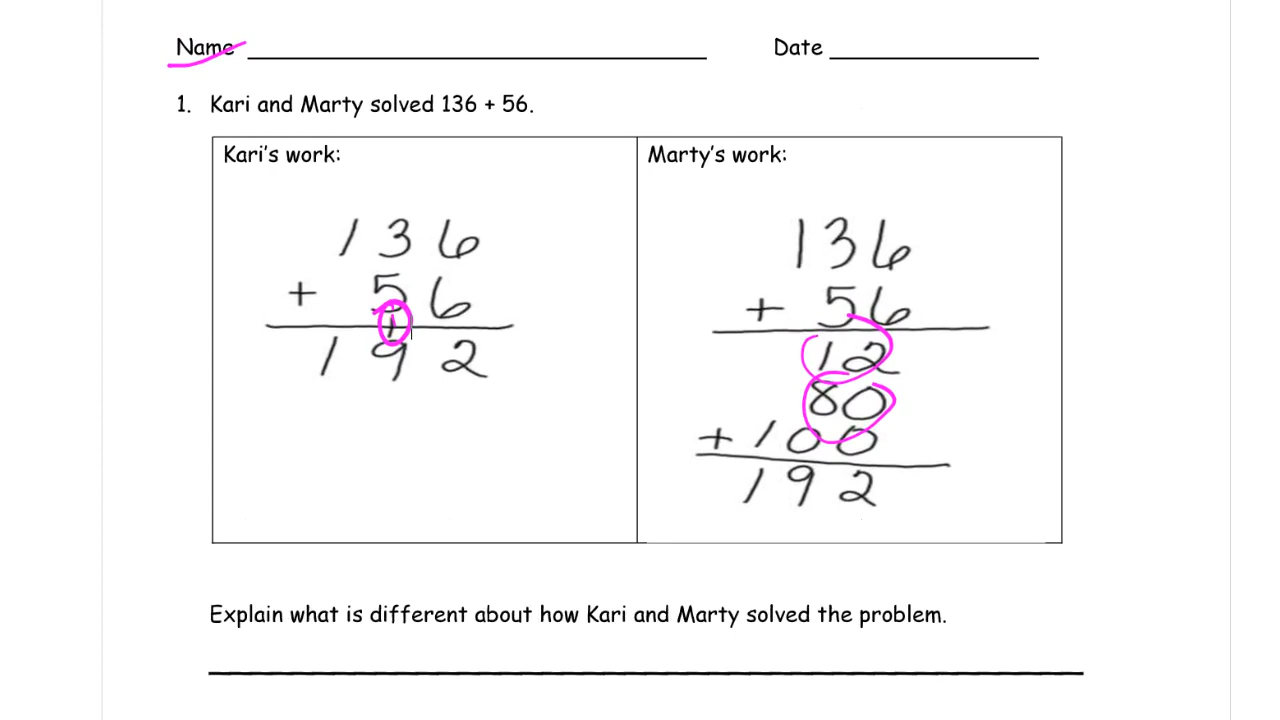 Name Date
1. Kari and Marty solved 136 + 56.
Kari's work: Marty's work:
136 136
+ 56 + 56
1
192 12
80
+ 100
192
Explain what is different about how Kari and Marty solved the problem.